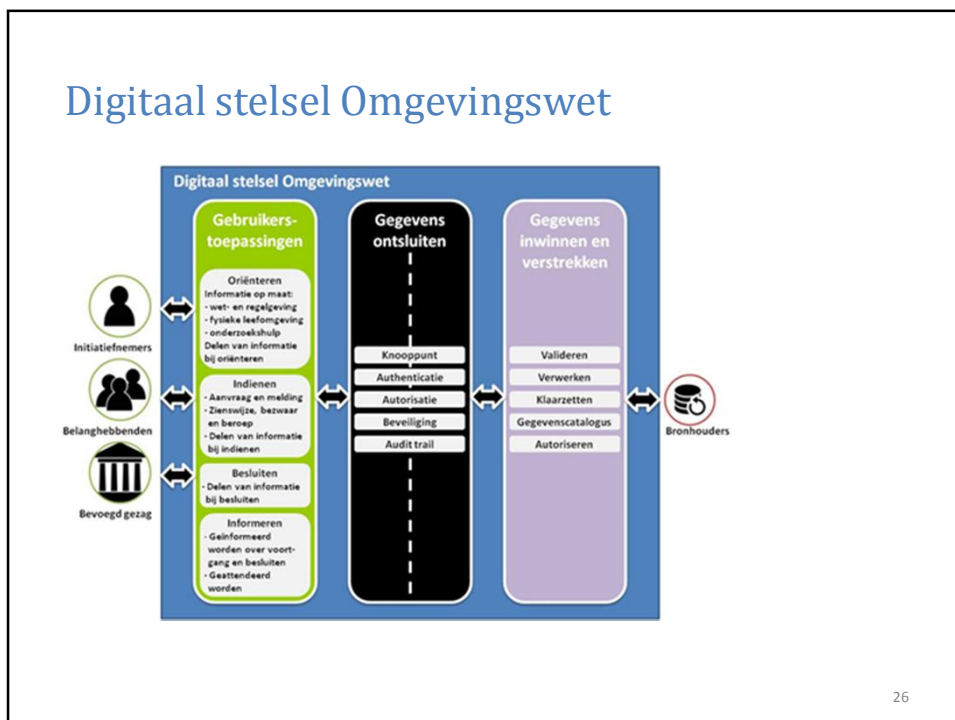 Digitaal stelsel Omgevingswet
Digitaal stelsel Omgevingswet
Initiatiefnemers
Belanghebbenden
Bevoegd gezag
Gebruikers-
toepassingen
Oriënteren
Informatie op maat:
- wet- en regelgeving
- fysieke leefomgeving
- onderzoekshulp
Delen van informatie
bij oriënteren
Indienen
- Aanvraag en melding
- Zienswijze, bezwaar
en beroep
- Delen van informatie
bij indienen
Besluiten
- Delen van informatie
bij besluiten
Informeren
- Geïnformeerd
worden over voort-
gang en besluiten
- Geattendeerd
worden
Gegevens
ontsluiten
Knooppunt
Authenticatie
Autorisatie
Beveiliging
Audit trail
Gegevens
inwinnen en
verstrekken
Valideren
Verwerken
Klaarzetten
Gegevenscatalogus
Autoriseren
Bronhouders
26